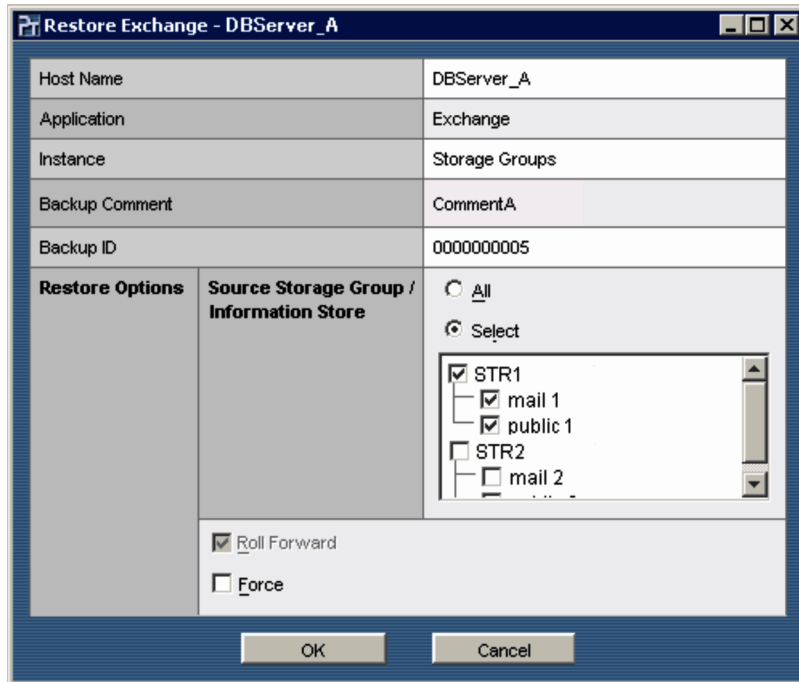 Restore Exchange - DBServer_A
Host Name DBServer_A
Application Exchange
Instance Storage Groups
Backup Comment CommentA
Backup ID 0000000005
Restore Options Source Storage Group / All
Information Store
Select
STR1
mail 1
public 1
STR2
mail 2
Roll Forward
Force
OK Cancel